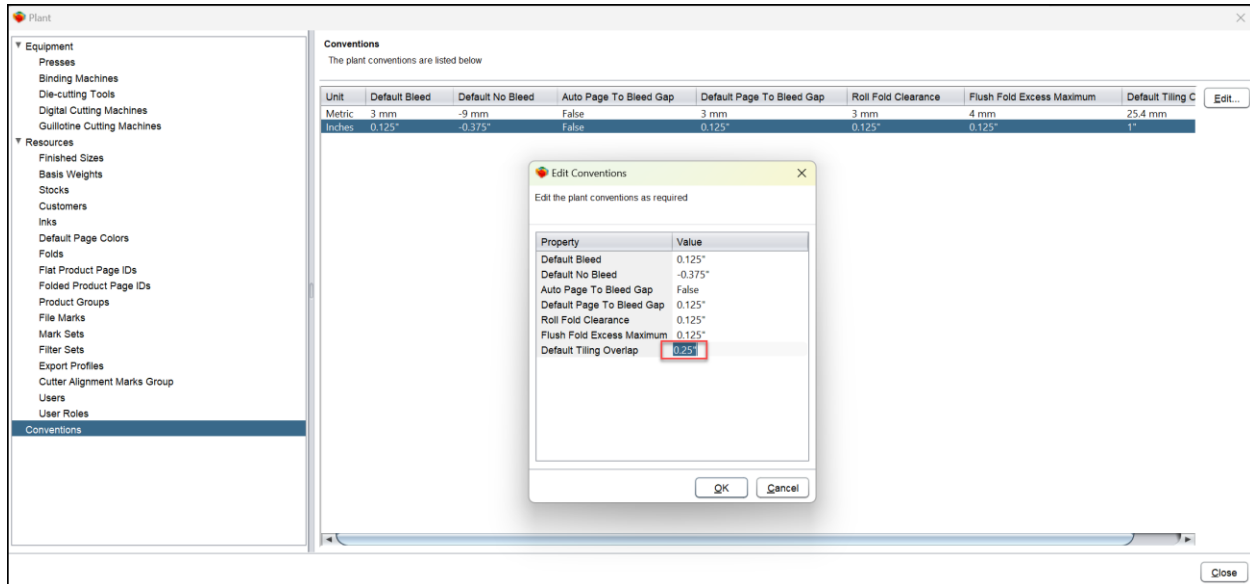 Plant
Equipment
Presses
Binding Machines
Die-cutting Tools
Digital Cutting Machines
Guillotine Cutting Machines
Resources
Finished Sizes
Basis Weights
Stocks
Customers
Inks
Default Page Colors
Folds
Flat Product Page IDs
Folded Product Page IDs
Product Groups
File Marks
Mark Sets
Filter Sets
Export Profiles
Cutter Alignment Marks Group
Users
User Roles
Conventions
Conventions
The plant conventions are listed below
Unit Default Bleed Default No Bleed Auto Page To Bleed Gap Default Page To Bleed Gap Roll Fold Clearance Flush Fold Excess Maximum Default Tiling C
Metric 3 mm -9 mm False 3 mm 3 mm 4 mm 25.4 mm
Inches 0.125" -0.375" False 0.125" 0.125" 0.125" 1"
Edit...
Edit Conventions
Edit the plant conventions as required
Property Value
Default Bleed 0.125"
Default No Bleed -0.375"
Auto Page To Bleed Gap False
Default Page To Bleed Gap 0.125"
Roll Fold Clearance 0.125"
Flush Fold Excess Maximum 0.125"
Default Tiling Overlap 0.25"
OK Cancel
Close